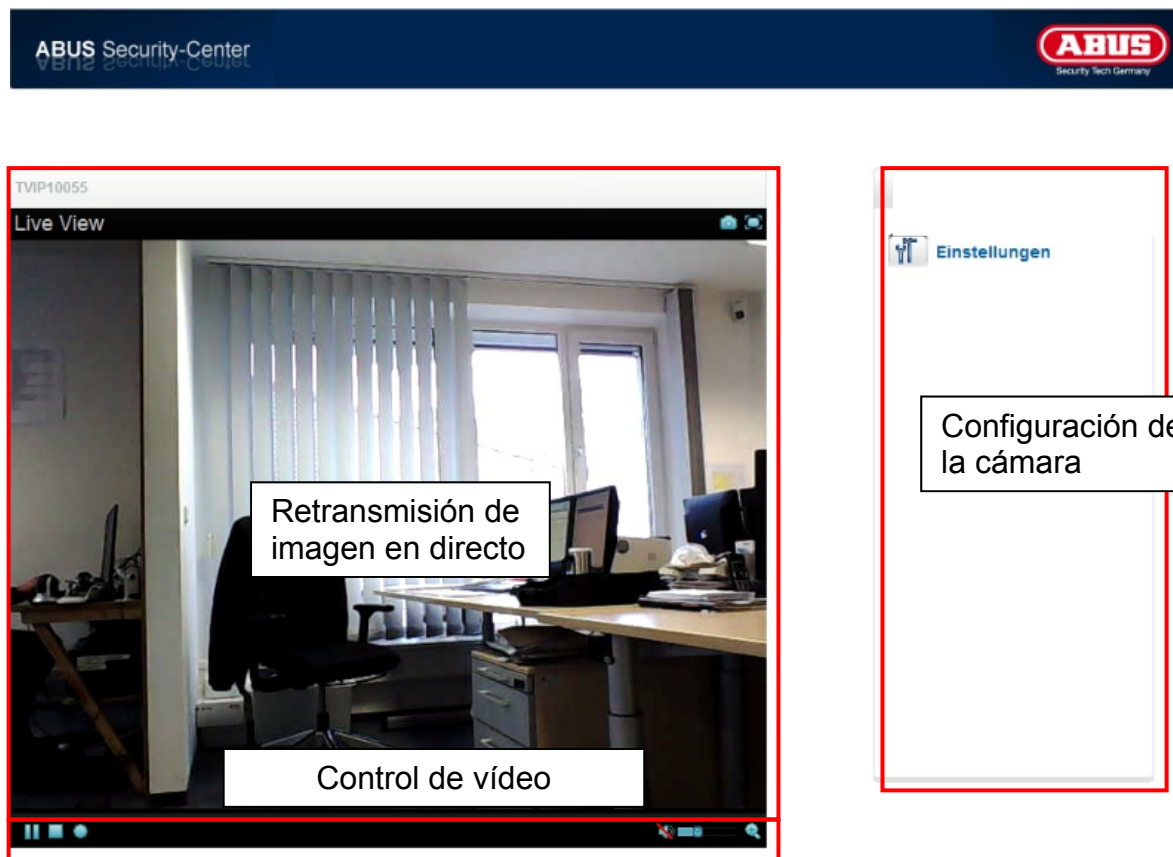 ABUS Security-Center
ABUS
Security Tech Germany
TVIP10055
Live View
Einstellungen
Configuración de
la cámara
Retransmisión de
imagen en directo
Control de vídeo